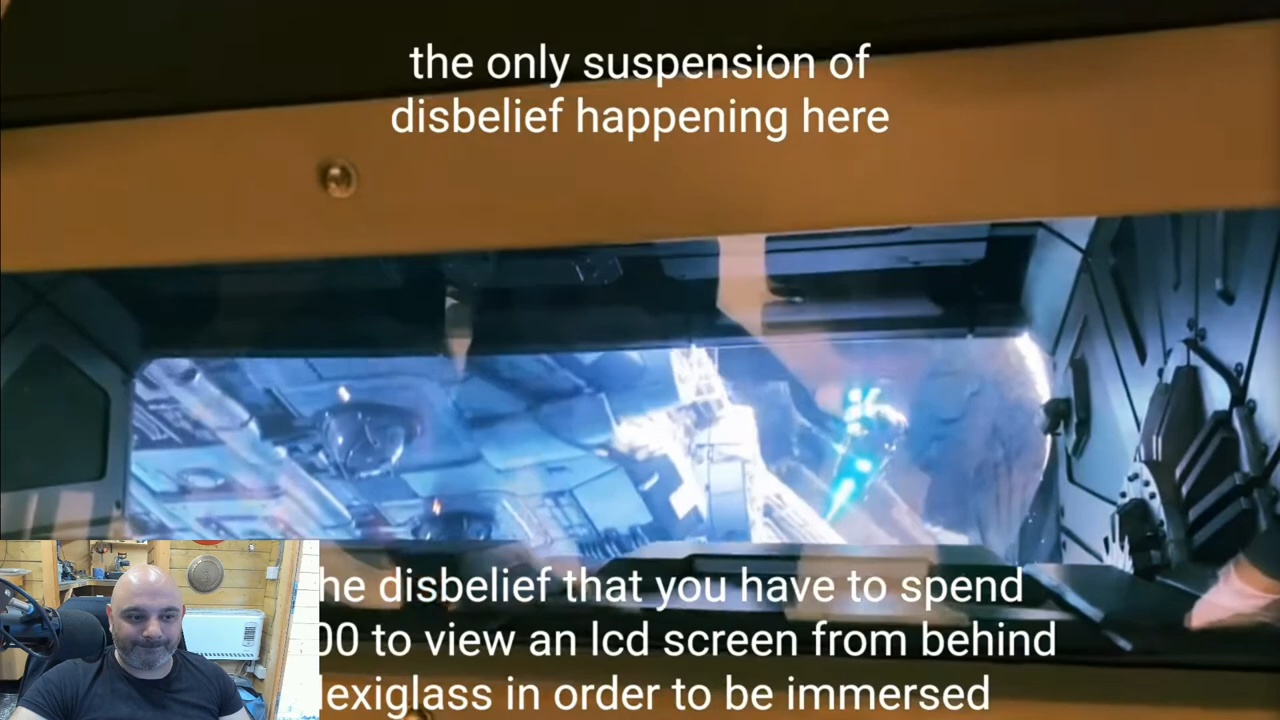 the only suspension of
disbelief happening here
he disbelief that you have to spend
00 to view an lcd screen from behind
lexiglass in order to be immersed